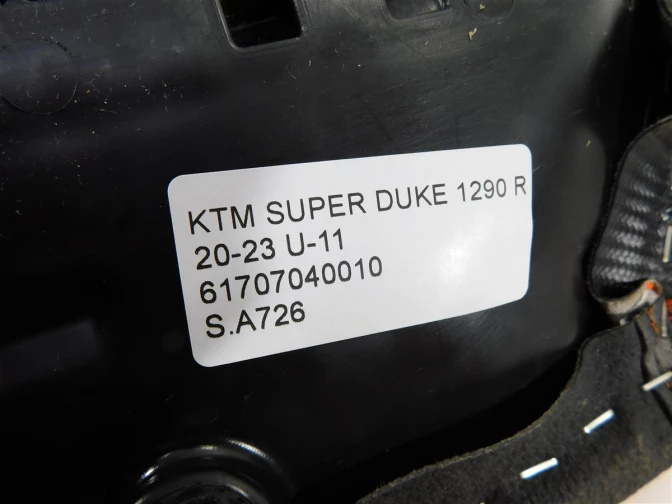 KTM SUPER DUKE 1290 R
20-23 U-11
61707040010
S.A726